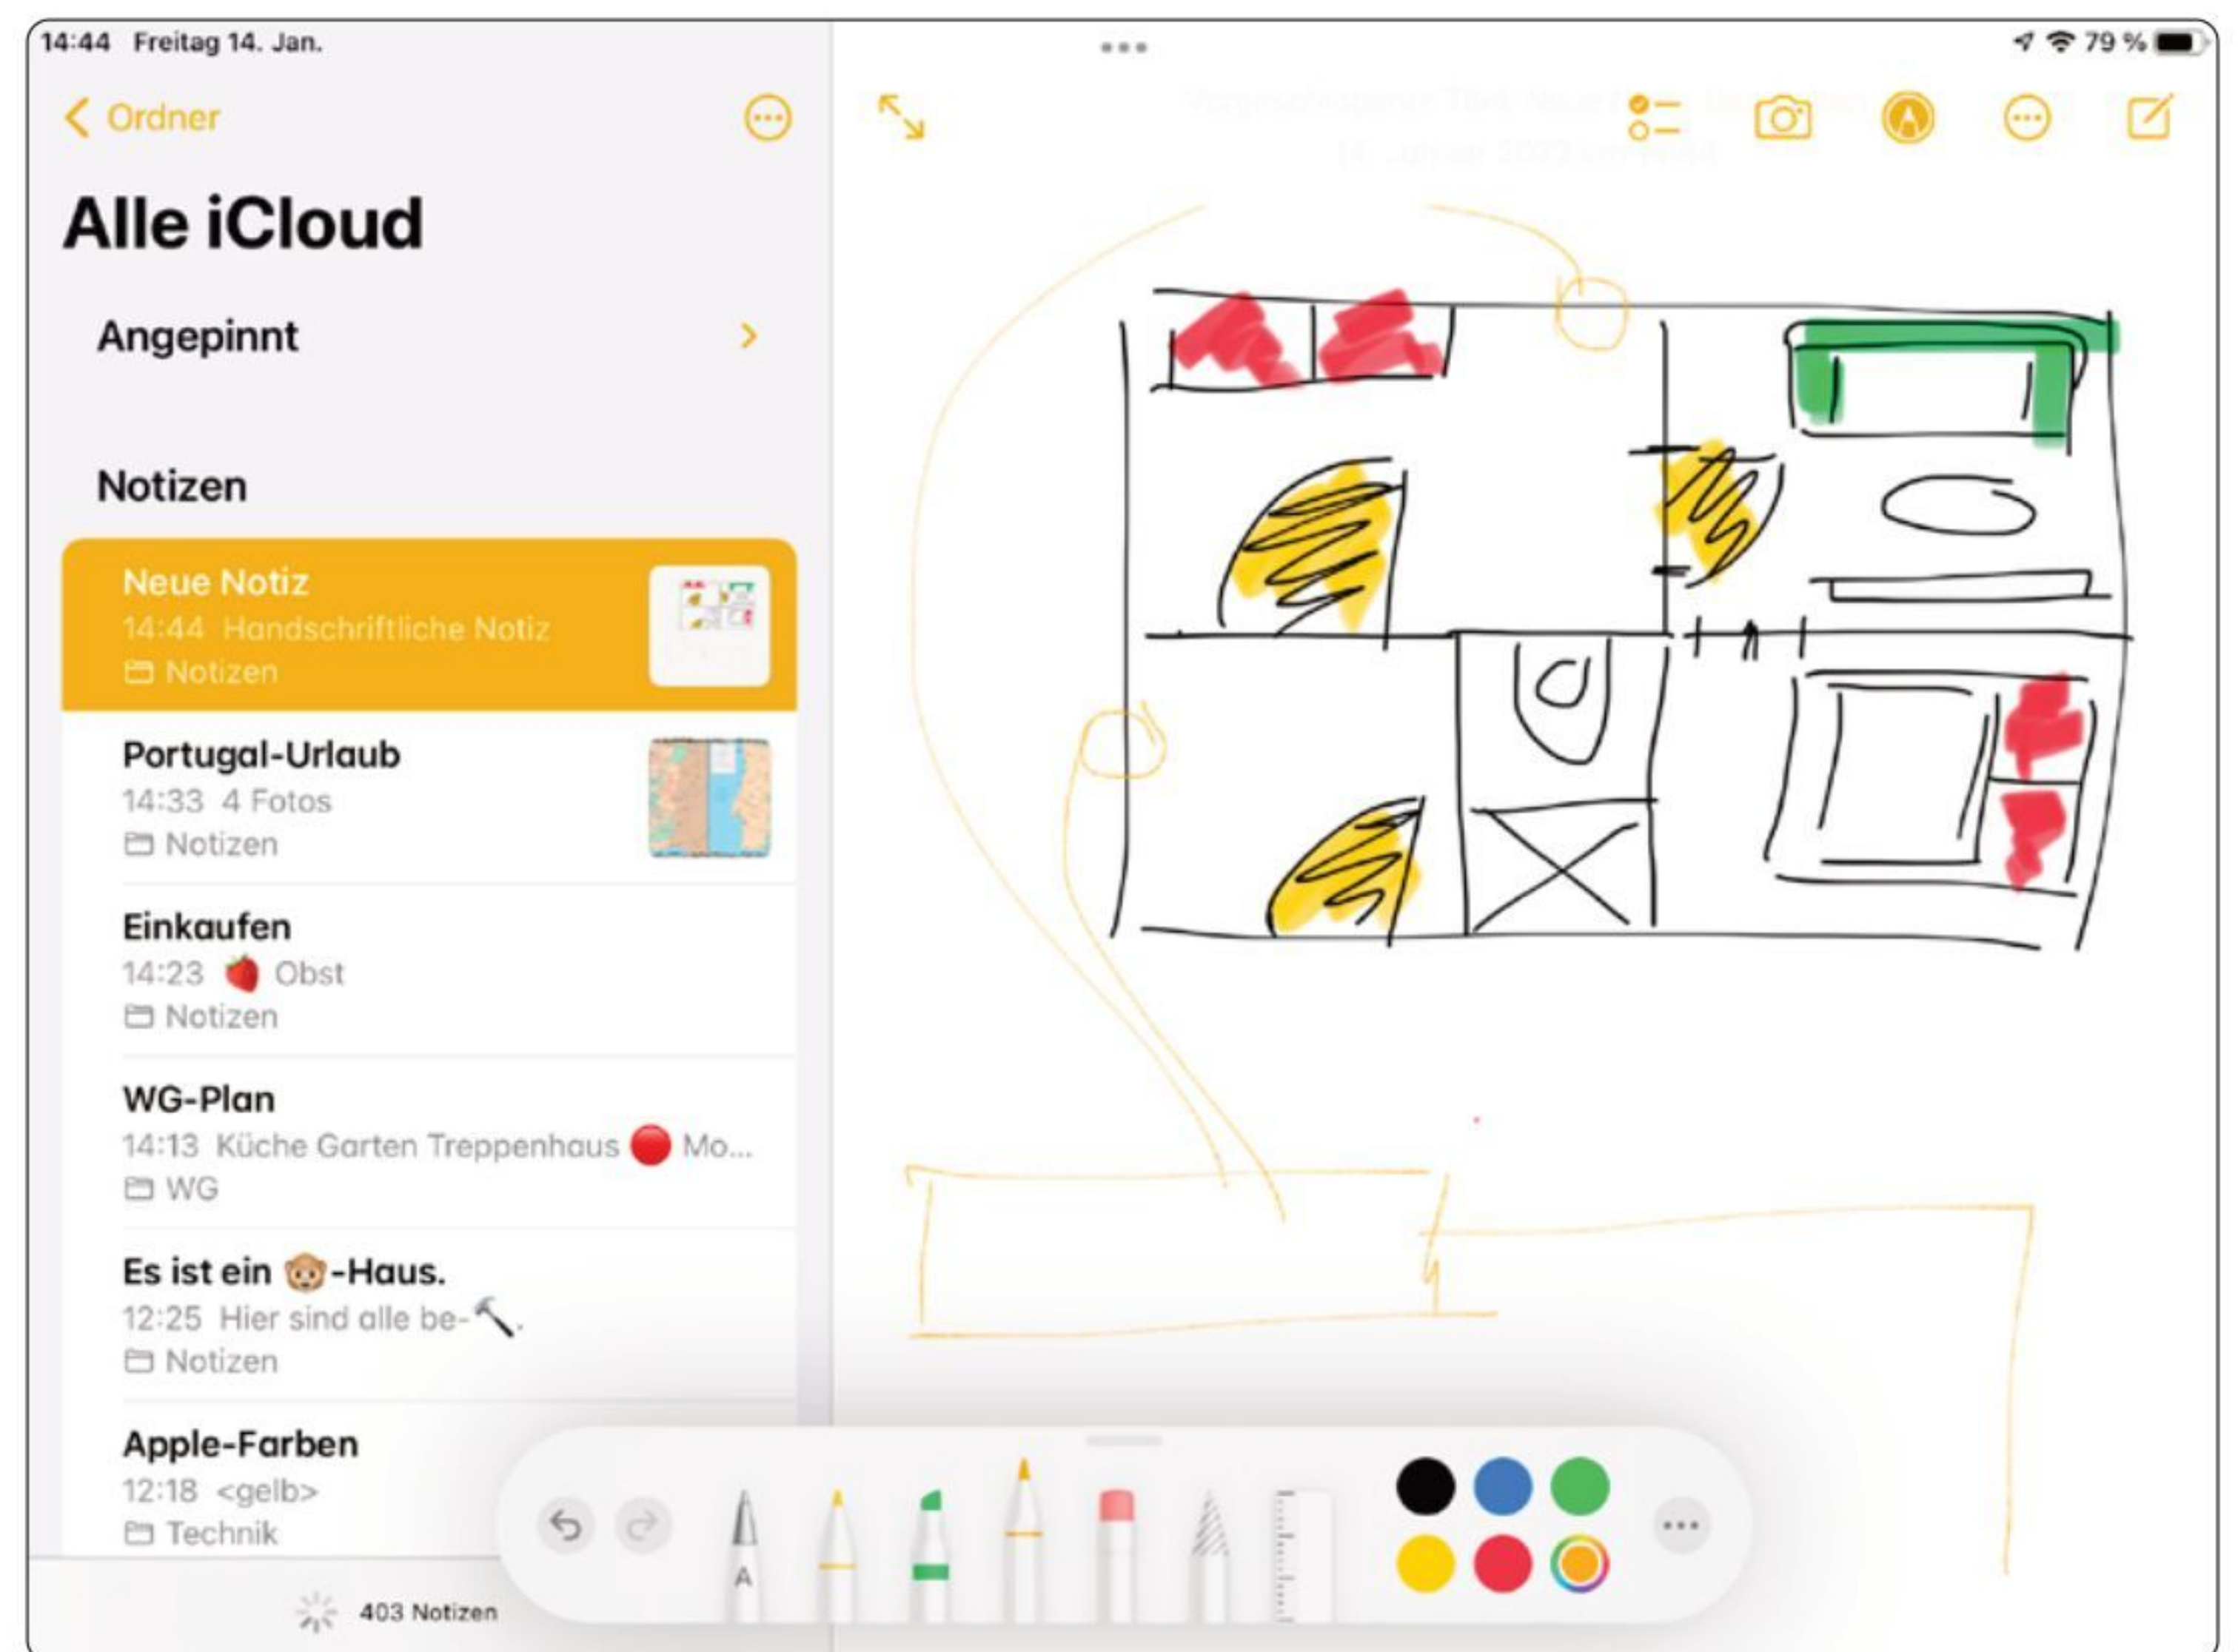 14:44 Freitag 14. Jan.
79 %
Ordner
Alle iCloud
Angepinnt
Notizen
Neue Notiz
14:44 Handschriftliche Notiz
Notizen
Portugal-Urlaub
14:33 4 Fotos
Notizen
Einkaufen
14:23 🍓 Obst
Notizen
WG-Plan
14:13 Küche Garten Treppenhaus 🔴 Mo...
WG
Es ist ein 🐵-Haus.
12:25 Hier sind alle be-🔨.
Notizen
Apple-Farben
12:18 <gelb>
Technik
403 Notizen
A